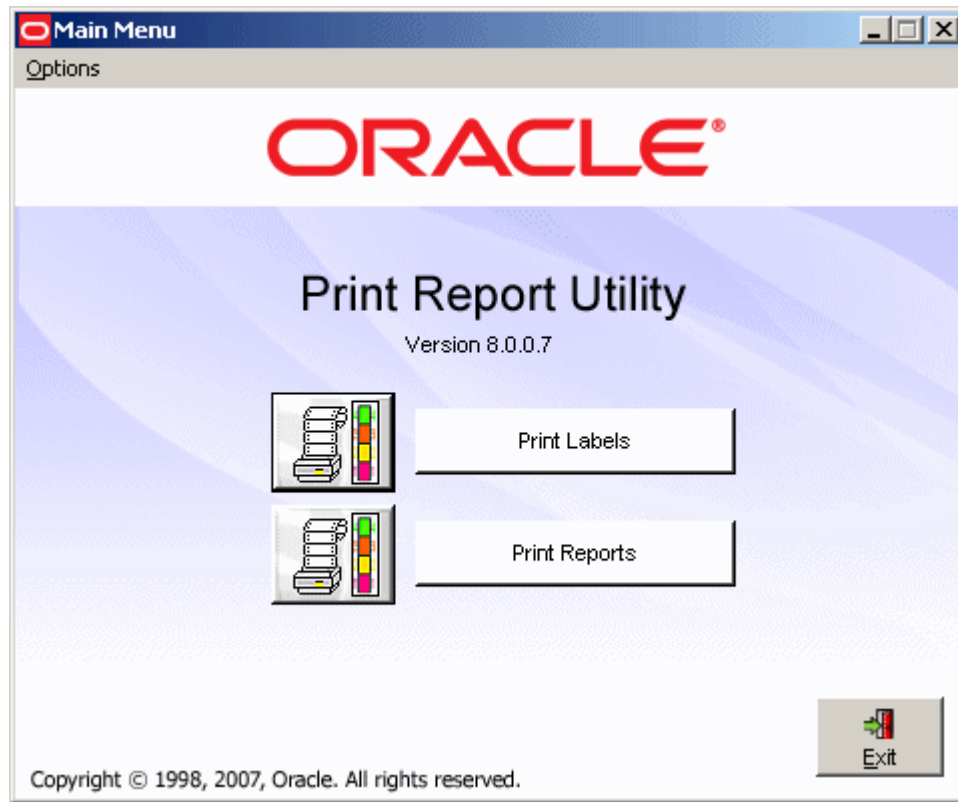 Main Menu
Options
ORACLE®
Print Report Utility
Version 8.0.0.7
Print Labels
Print Reports
Exit
Copyright © 1998, 2007, Oracle. All rights reserved.